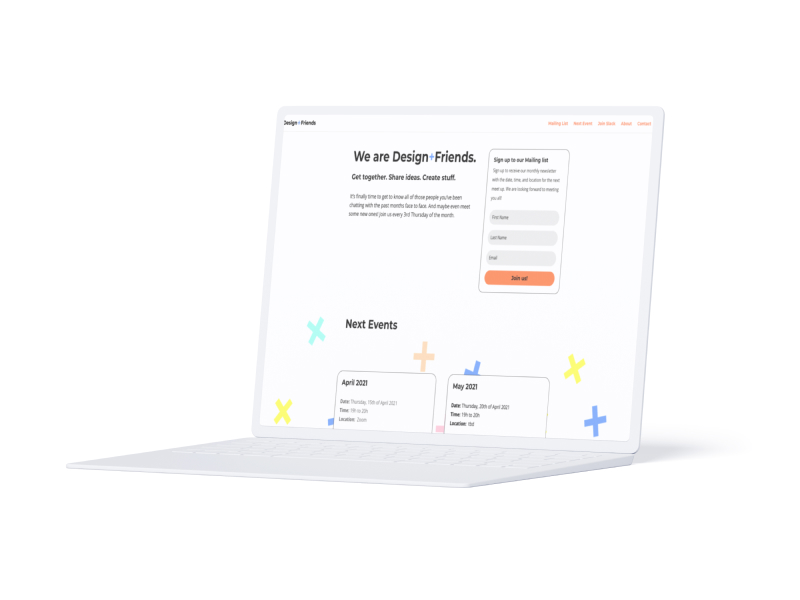 Design+Friends
Mailing List Next Event Join Slack About Contact
We are Design+Friends.
Get together. Share ideas. Create stuff.
It's finally time to get to know all of those people you've been
chatting with the past months face to face. And maybe even meet
some new ones! Join us every 3rd Thursday of the month.
Sign up to our Mailing list
Sign up to receive our monthly newsletter
with the date, time, and location for the next
meet up. We are looking forward to meeting
you all!
First Name
Last Name
Email
Join us!
Next Events
April 2021
Date: Thursday, 15th of April 2021
Time: 19h to 20h
Location: Zoom
May 2021
Date: Thursday, 20th of April 2021
Time: 19h to 20h
Location: tbd